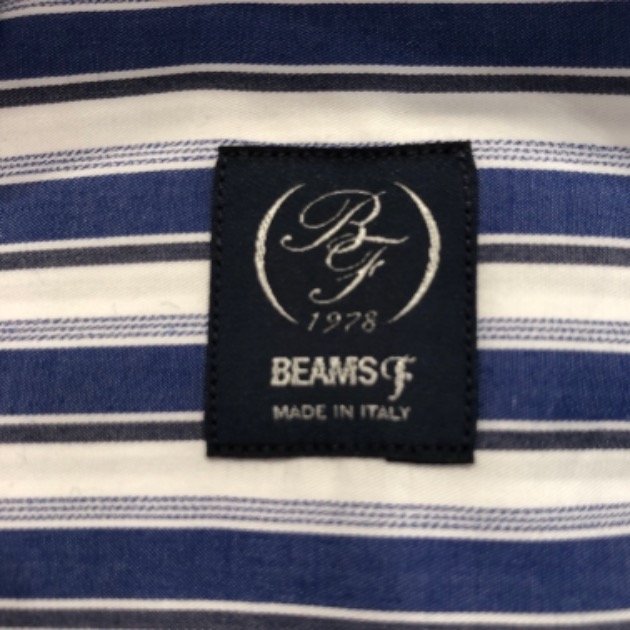 BF
1978
BEAMS F
MADE IN ITALY